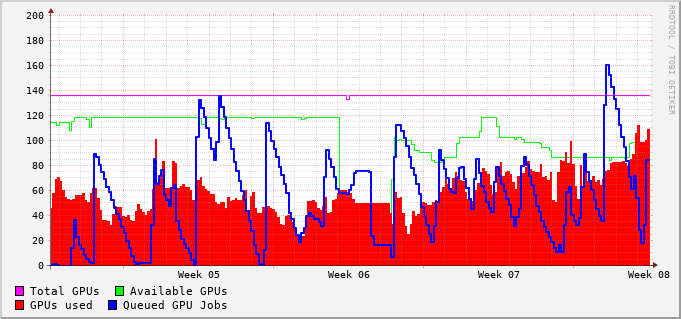 200
180
160
140
120
100
80
60
40
20
0
Week 05 Week 06 Week 07 Week 08
Total GPUs Available GPUs
GPUs used Queued GPU Jobs
RRDTOOL / TOBI OETIKER